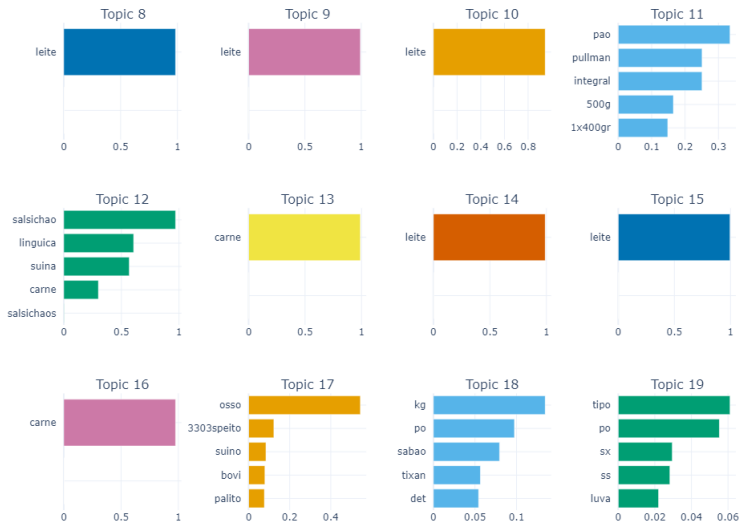 Topic 8
leite
0 0.5 1
Topic 9
leite
0 0.5 1
Topic 10
leite
0 0.2 0.4 0.6 0.8
Topic 11
pao
pullman
integral
500g
1x400gr
0 0.1 0.2 0.3
Topic 12
salsichao
linguica
suina
carne
salsichaos
0 0.5 1
Topic 13
carne
0 0.5 1
Topic 14
leite
0 0.5 1
Topic 15
leite
0 0.5 1
Topic 16
carne
0 0.5 1
Topic 17
osso
3303speito
suino
bovi
palito
0 0.2 0.4
Topic 18
kg
po
sabao
tixan
det
0 0.05 0.1
Topic 19
tipo
po
sx
ss
luva
0 0.02 0.04 0.06